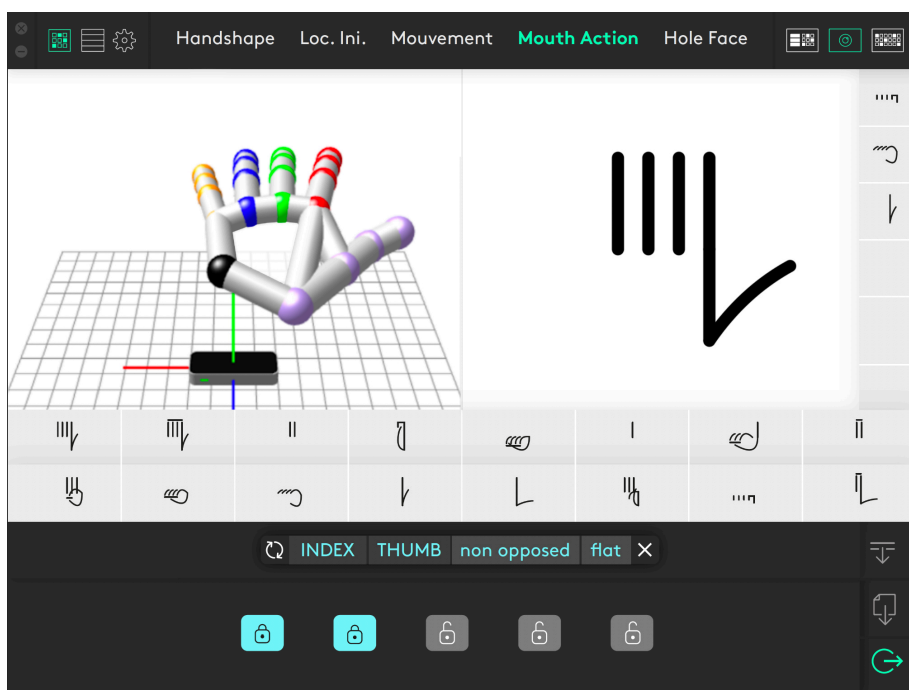 Handshape Loc. Ini. Mouvement Mouth Action Hole Face
INDEX THUMB non opposed flat